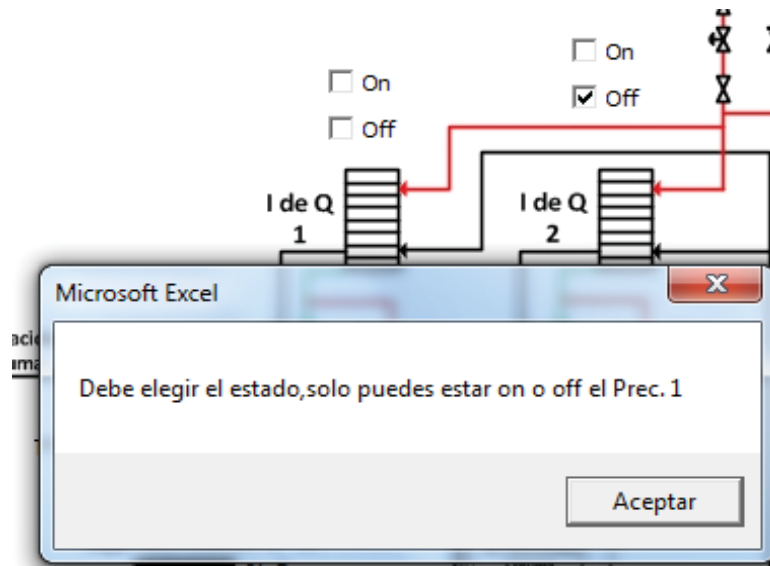 On
Off
On
Off
I de Q
1
I de Q
2
Microsoft Excel
Debe elegir el estado,solo puedes estar on o off el Prec. 1
Aceptar